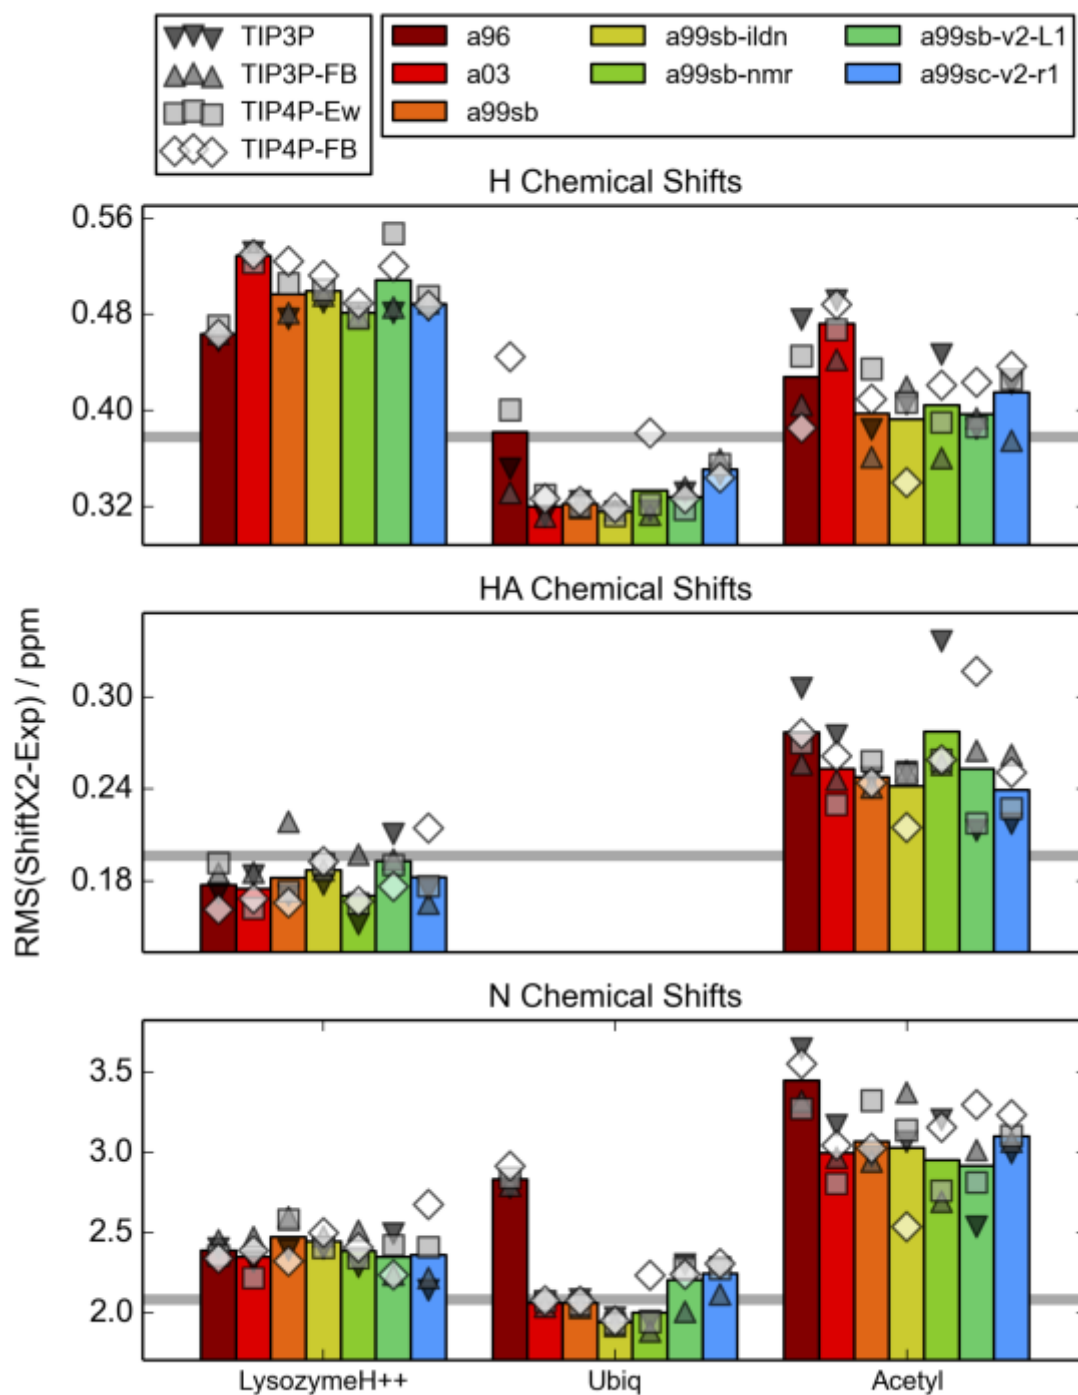 TIP3P
TIP3P-FB
TIP4P-Ew
TIP4P-FB
a96 a99sb-ildn a99sb-v2-L1
a03 a99sb-nmr a99sc-v2-r1
a99sb
H Chemical Shifts
0.56
0.48
0.40
0.32
HA Chemical Shifts
RMS(ShiftX2-Exp) / ppm
0.30
0.24
0.18
N Chemical Shifts
3.5
3.0
2.5
2.0
LysozymeH++ Ubiq Acetyl